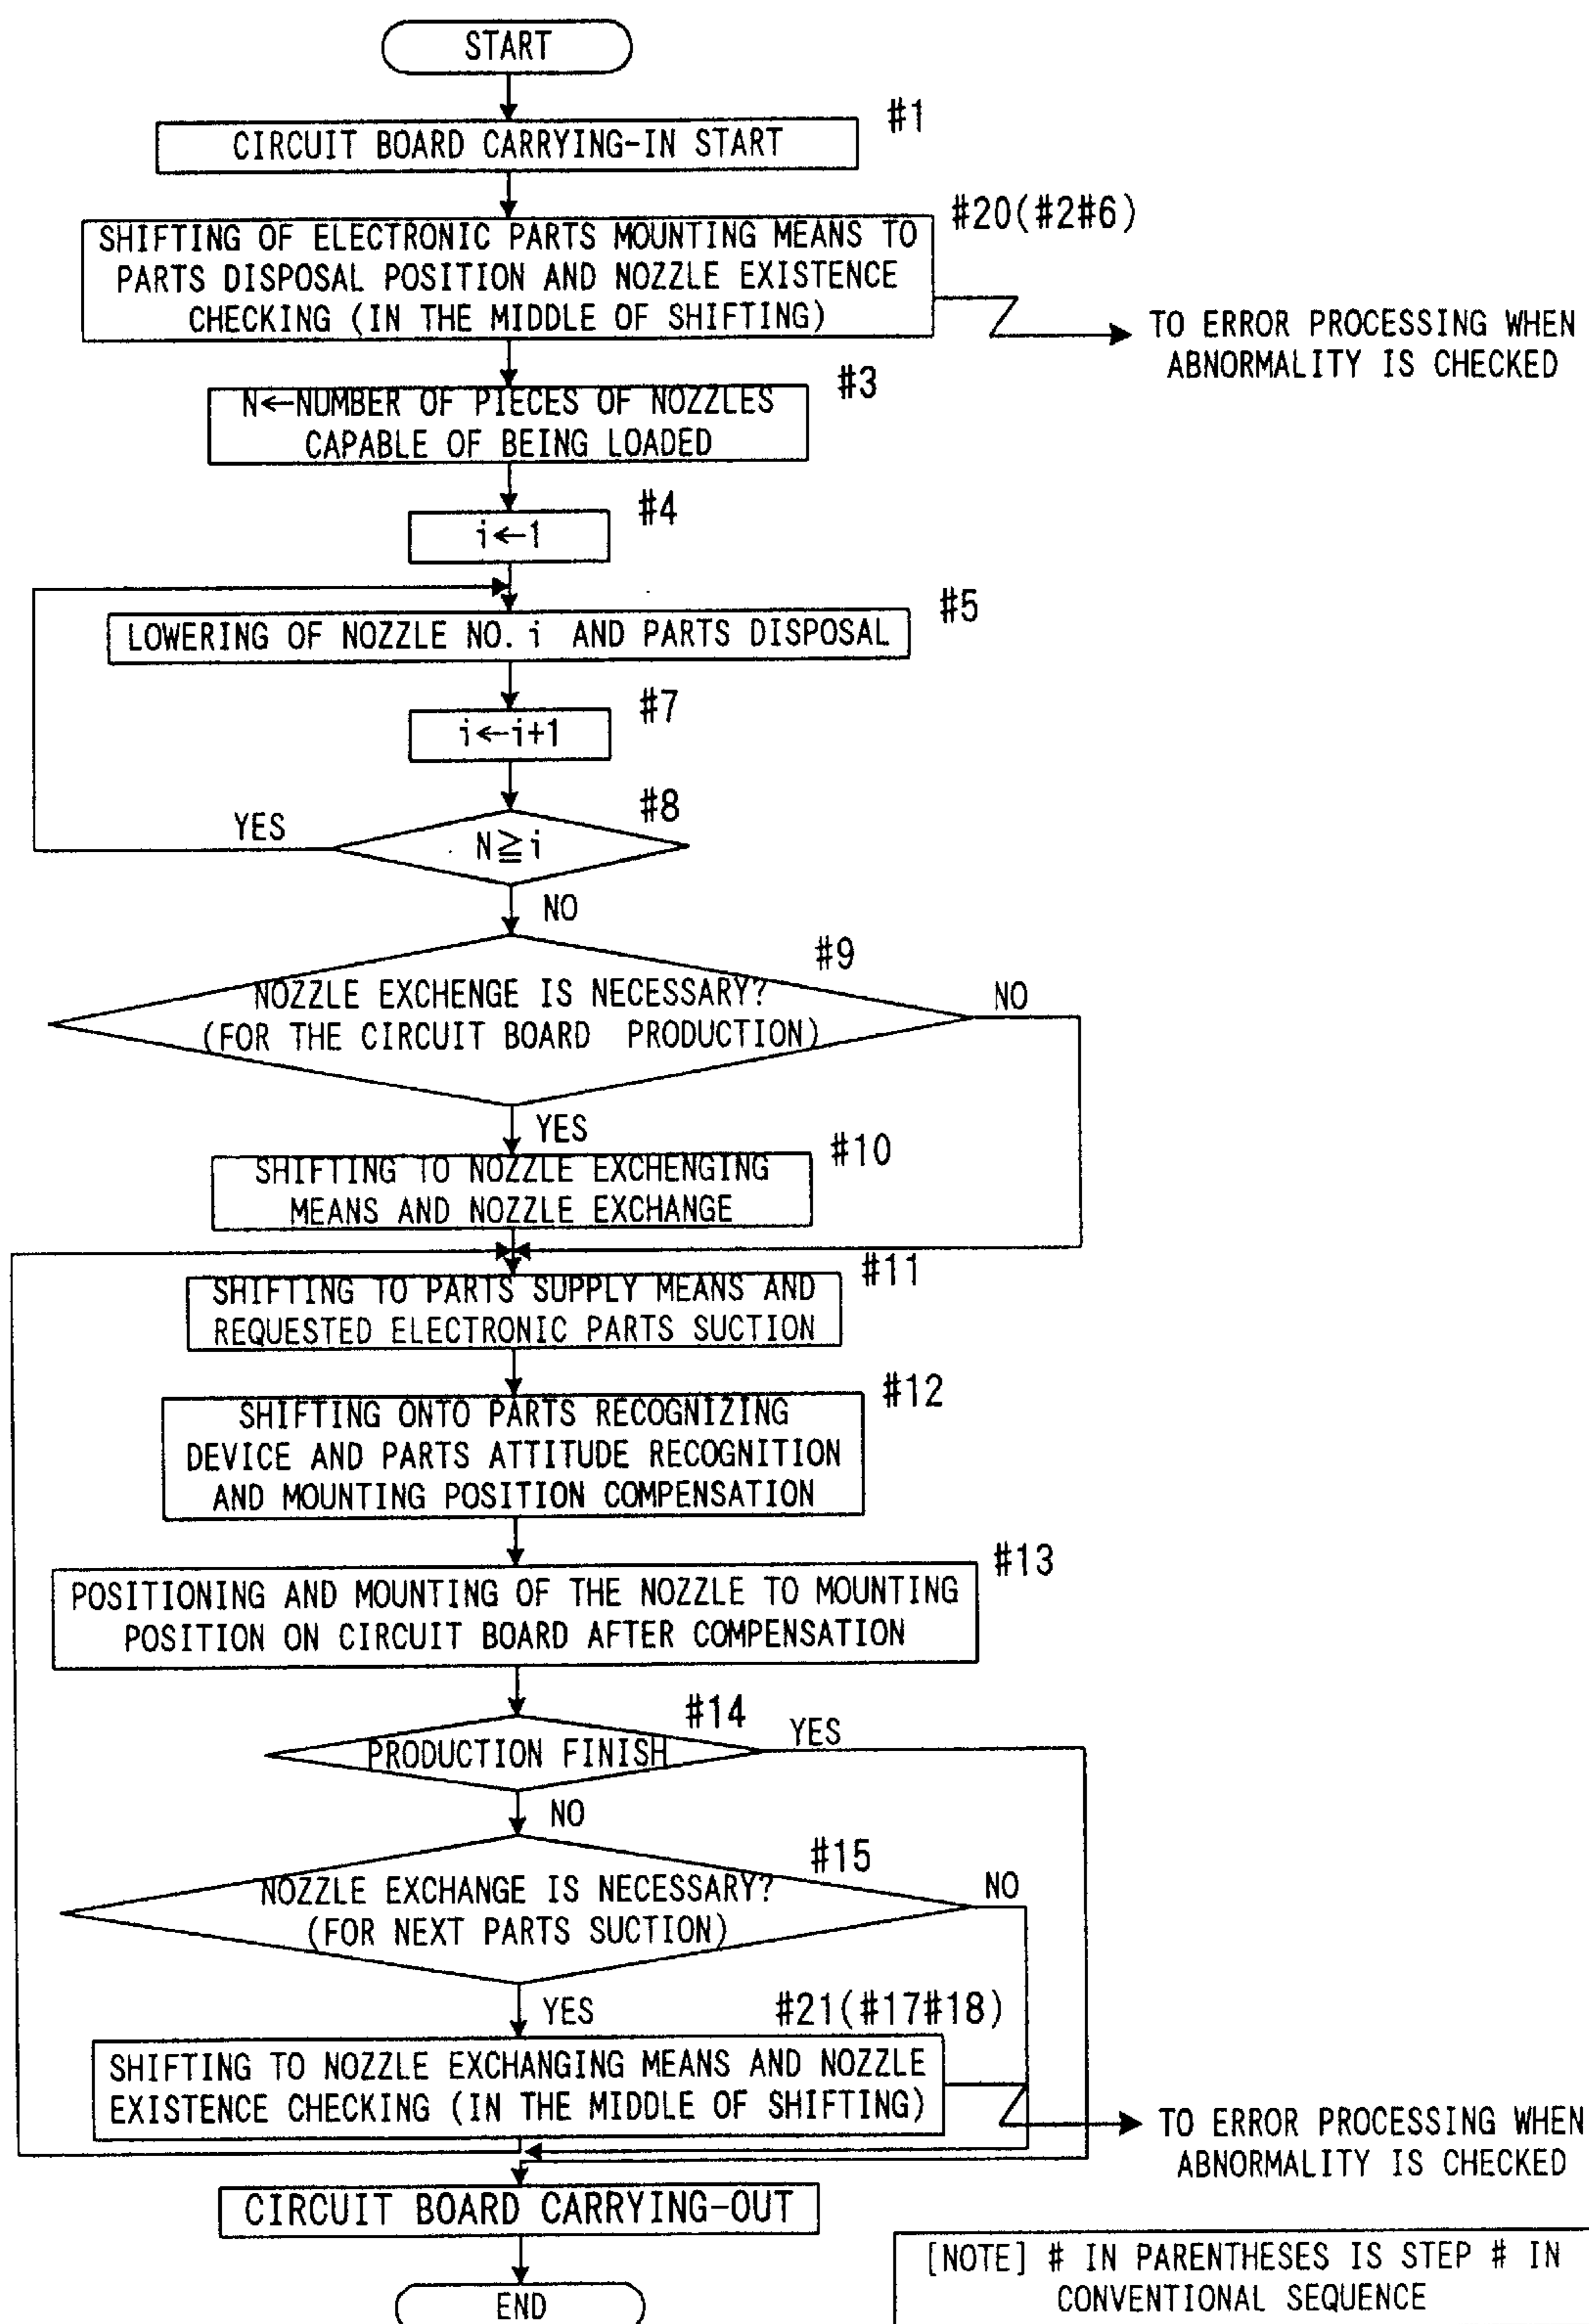 START
CIRCUIT BOARD CARRYING-IN START
#1
SHIFTING OF ELECTRONIC PARTS MOUNTING MEANS TO
PARTS DISPOSAL POSITION AND NOZZLE EXISTENCE
CHECKING (IN THE MIDDLE OF SHIFTING)
#20(#2#6)
TO ERROR PROCESSING WHEN
ABNORMALITY IS CHECKED
N←NUMBER OF PIECES OF NOZZLES
CAPABLE OF BEING LOADED
#3
i←1
#4
LOWERING OF NOZZLE NO. i AND PARTS DISPOSAL
#5
i←i+1
#7
N≧i
#8
YES
NO
NOZZLE EXCHENGE IS NECESSARY?
(FOR THE CIRCUIT BOARD PRODUCTION)
#9
NO
YES
SHIFTING TO NOZZLE EXCHENGING
MEANS AND NOZZLE EXCHANGE
#10
SHIFTING TO PARTS SUPPLY MEANS AND
REQUESTED ELECTRONIC PARTS SUCTION
#11
SHIFTING ONTO PARTS RECOGNIZING
DEVICE AND PARTS ATTITUDE RECOGNITION
AND MOUNTING POSITION COMPENSATION
#12
POSITIONING AND MOUNTING OF THE NOZZLE TO MOUNTING
POSITION ON CIRCUIT BOARD AFTER COMPENSATION
#13
PRODUCTION FINISH
#14
YES
NO
NOZZLE EXCHANGE IS NECESSARY?
(FOR NEXT PARTS SUCTION)
#15
NO
YES
#21(#17#18)
SHIFTING TO NOZZLE EXCHANGING MEANS AND NOZZLE
EXISTENCE CHECKING (IN THE MIDDLE OF SHIFTING)
TO ERROR PROCESSING WHEN
ABNORMALITY IS CHECKED
CIRCUIT BOARD CARRYING-OUT
END
[NOTE] # IN PARENTHESES IS STEP # IN
CONVENTIONAL SEQUENCE